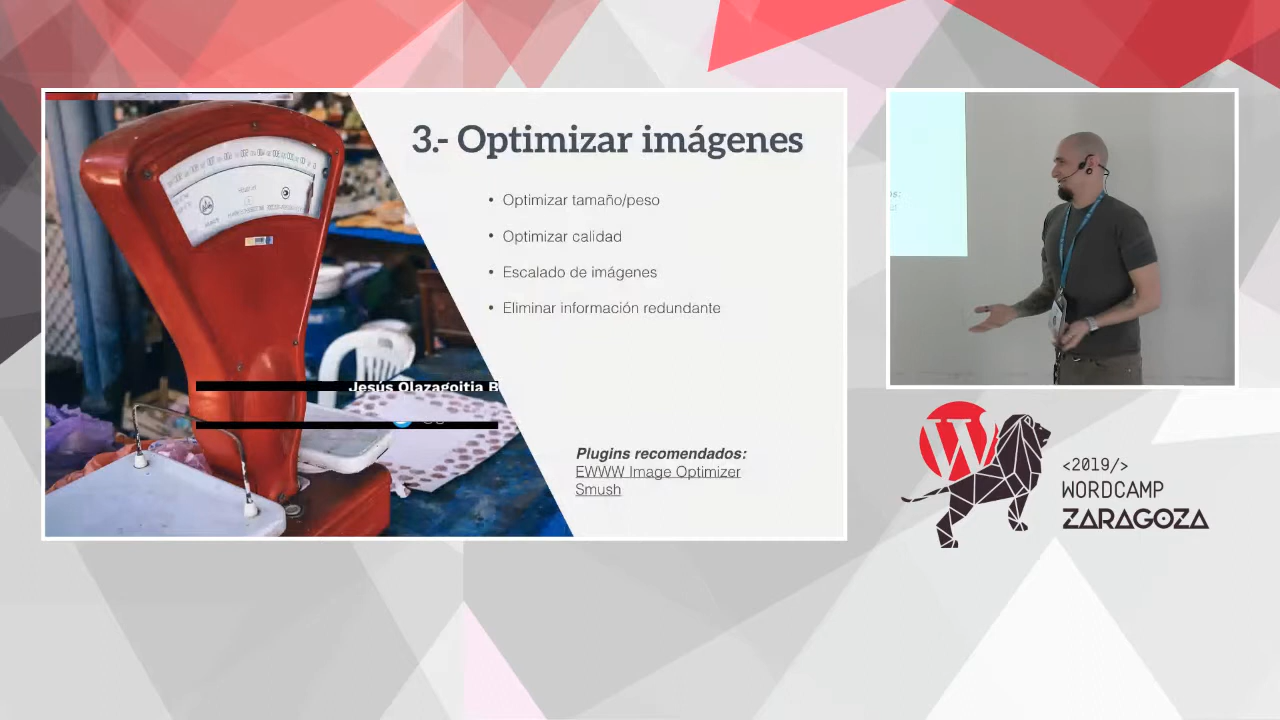 3.- Optimizar imágenes
• Optimizar tamaño/peso
• Optimizar calidad
• Escalado de imágenes
• Eliminar información redundante
Jesús Olazagoitia B
Plugins recomendados:
EWWW Image Optimizer
Smush
<2019/>
WORDCAMP
ZARAGOZA